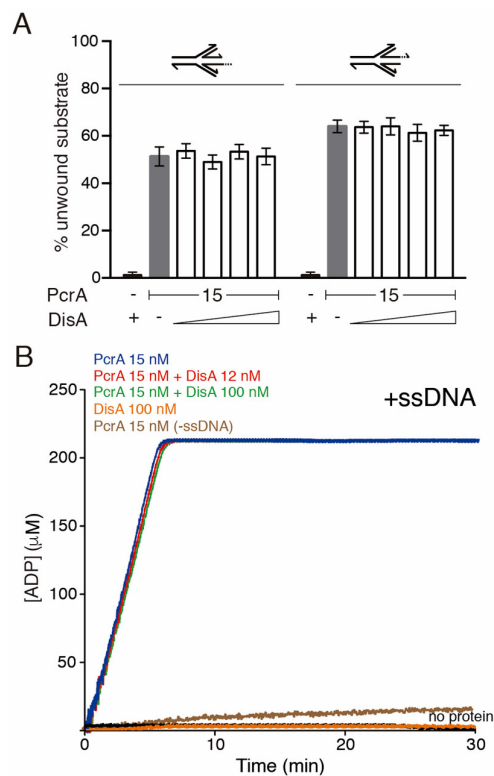 A
% unwound substrate
100
80
60
40
20
0
PcrA - 15 - 15
DisA + - + -
B
PcrA 15 nM
PcrA 15 nM + DisA 12 nM
PcrA 15 nM + DisA 100 nM
DisA 100 nM
PcrA 15 nM (-ssDNA)
+ssDNA
[ADP] (μM)
250
200
150
100
50
no protein
0 10 20 30
Time (min)